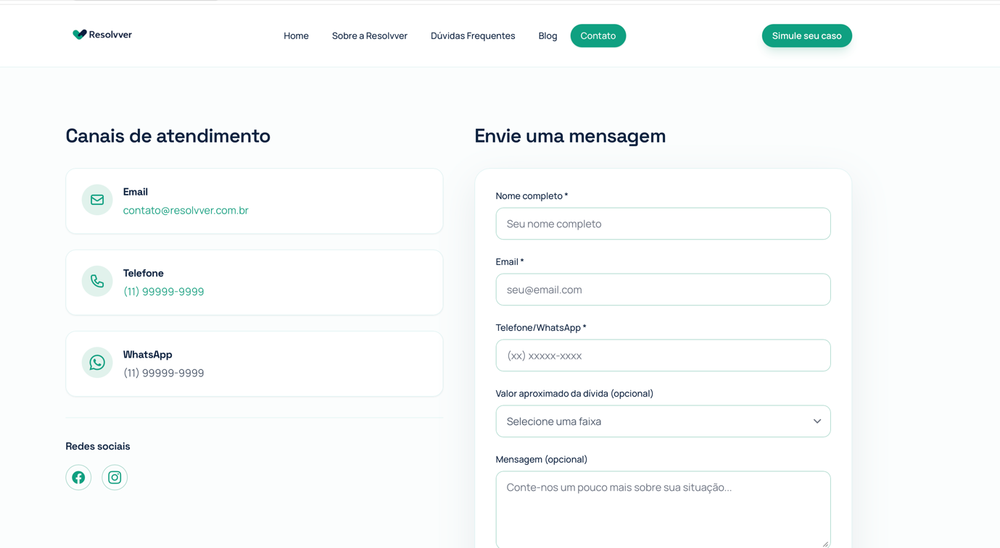 Resolvver
Home
Sobre a Resolvver
Dúvidas Frequentes
Blog
Contato
Simule seu caso
Canais de atendimento
Email
contato@resolvver.com.br
Telefone
(11) 99999-9999
WhatsApp
(11) 99999-9999
Redes sociais
Envie uma mensagem
Nome completo *
Seu nome completo
Email *
seu@email.com
Telefone/WhatsApp *
(xx) xxxxx-xxxx
Valor aproximado da dívida (opcional)
Selecione uma faixa
Mensagem (opcional)
Conte-nos um pouco mais sobre sua situação...